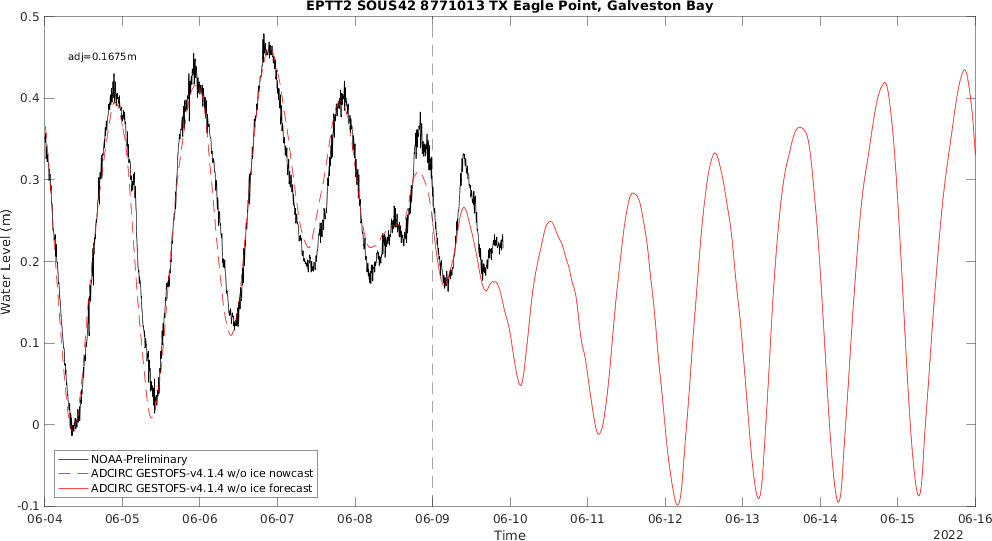 EPTT2 SOUS42 8771013 TX Eagle Point, Galveston Bay
adj=0.1675m
0.5
0.4
0.3
0.2
0.1
0
-0.1
Water Level (m)
NOAA-Preliminary
ADCIRC GESTOFS-v4.1.4 w/o ice nowcast
ADCIRC GESTOFS-v4.1.4 w/o ice forecast
06-04 06-05 06-06 06-07 06-08 06-09 06-10 06-11 06-12 06-13 06-14 06-15 06-16
Time
2022